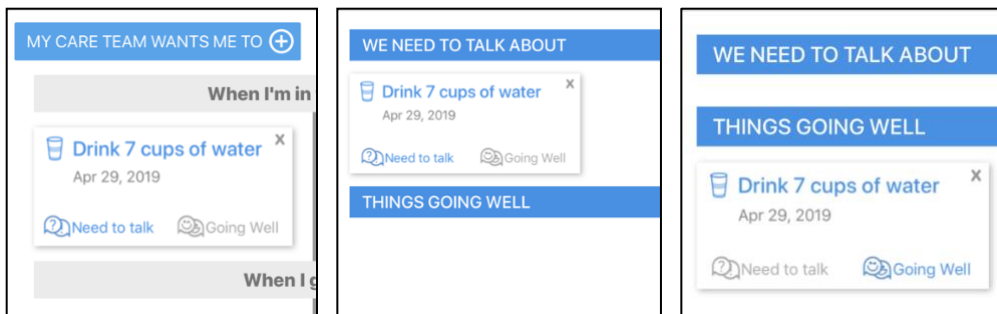 MY CARE TEAM WANTS ME TO
When I'm in
Drink 7 cups of water X
Apr 29, 2019
Need to talk Going Well
When I g
WE NEED TO TALK ABOUT
Drink 7 cups of water X
Apr 29, 2019
Need to talk Going Well
THINGS GOING WELL
WE NEED TO TALK ABOUT
THINGS GOING WELL
Drink 7 cups of water X
Apr 29, 2019
Need to talk Going Well